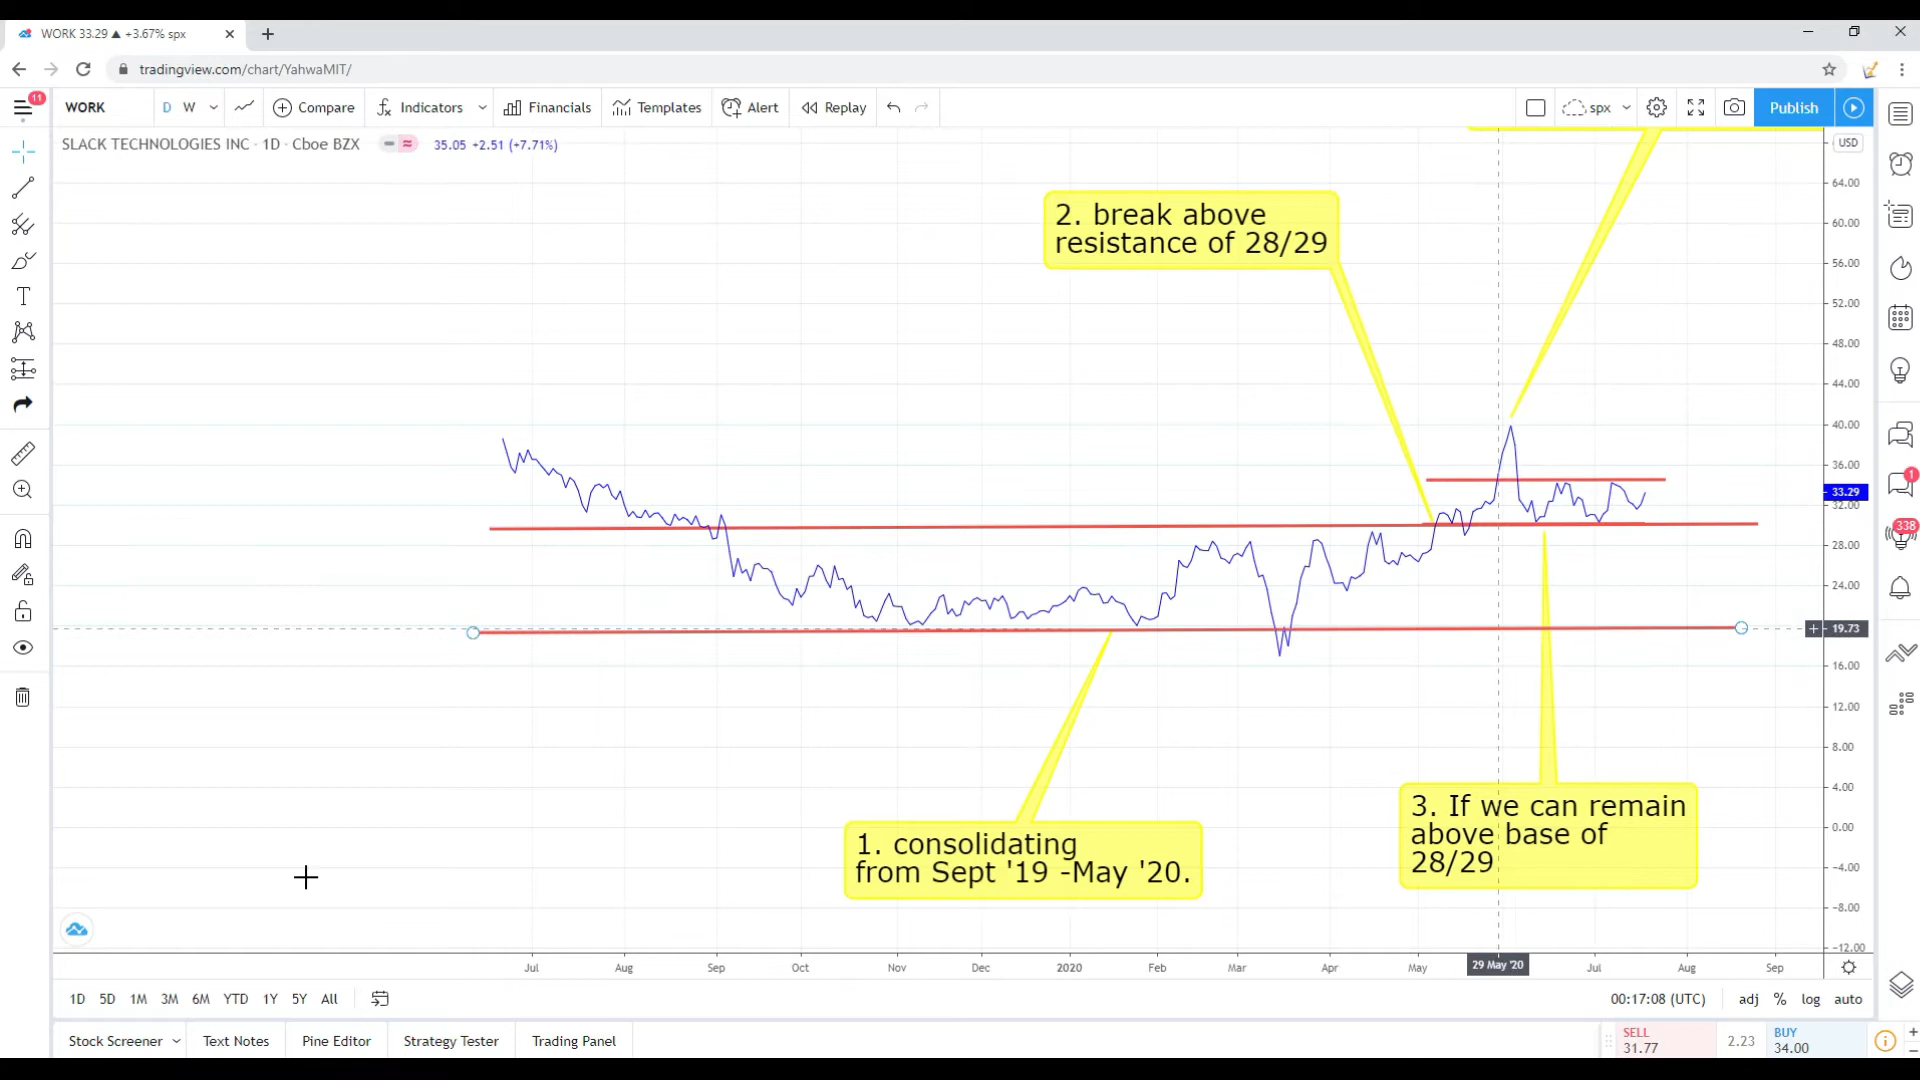 WORK 33.29 ▲ +3.67% spx
tradingview.com/chart/YahwaMIT/
11
WORK
D W
Compare
Indicators
Financials
Templates
Alert
Replay
spx
Publish
SLACK TECHNOLOGIES INC · 1D · Cboe BZX
35.05 +2.51 (+7.71%)
USD
2. break above
resistance of 28/29
64.00
60.00
56.00
52.00
48.00
44.00
40.00
36.00
33.29
32.00
28.00
24.00
19.73
16.00
12.00
8.00
4.00
0.00
−4.00
−8.00
−12.00
1
338
1. consolidating
from Sept '19 -May '20.
3. If we can remain
above base of
28/29
Jul Aug Sep Oct Nov Dec 2020 Feb Mar Apr May 29 May '20 Jul Aug Sep
1D 5D 1M 3M 6M YTD 1Y 5Y All
00:17:08 (UTC) adj % log auto
Stock Screener Text Notes Pine Editor Strategy Tester Trading Panel
SELL
31.77
2.23
BUY
34.00